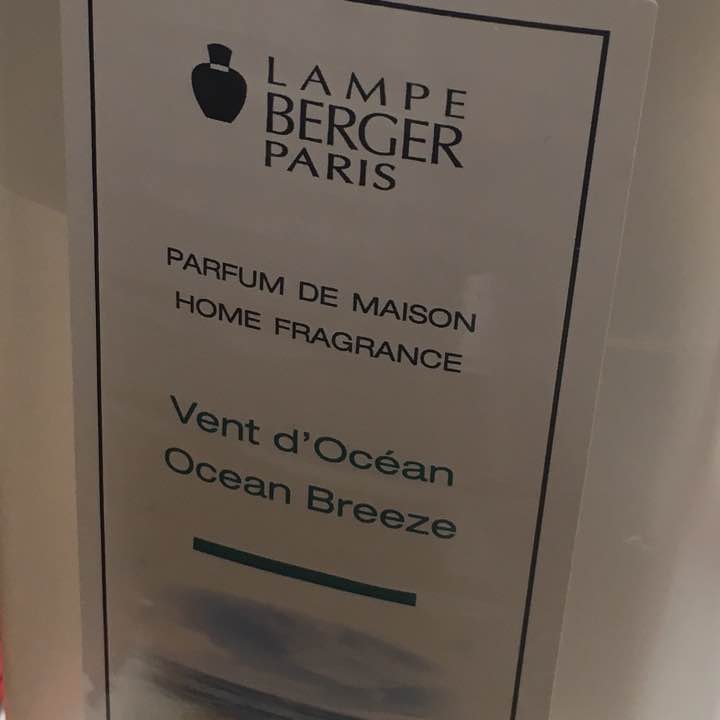 LAMPE
BERGER
PARIS
PARFUM DE MAISON
HOME FRAGRANCE
Vent d'Océan
Ocean Breeze